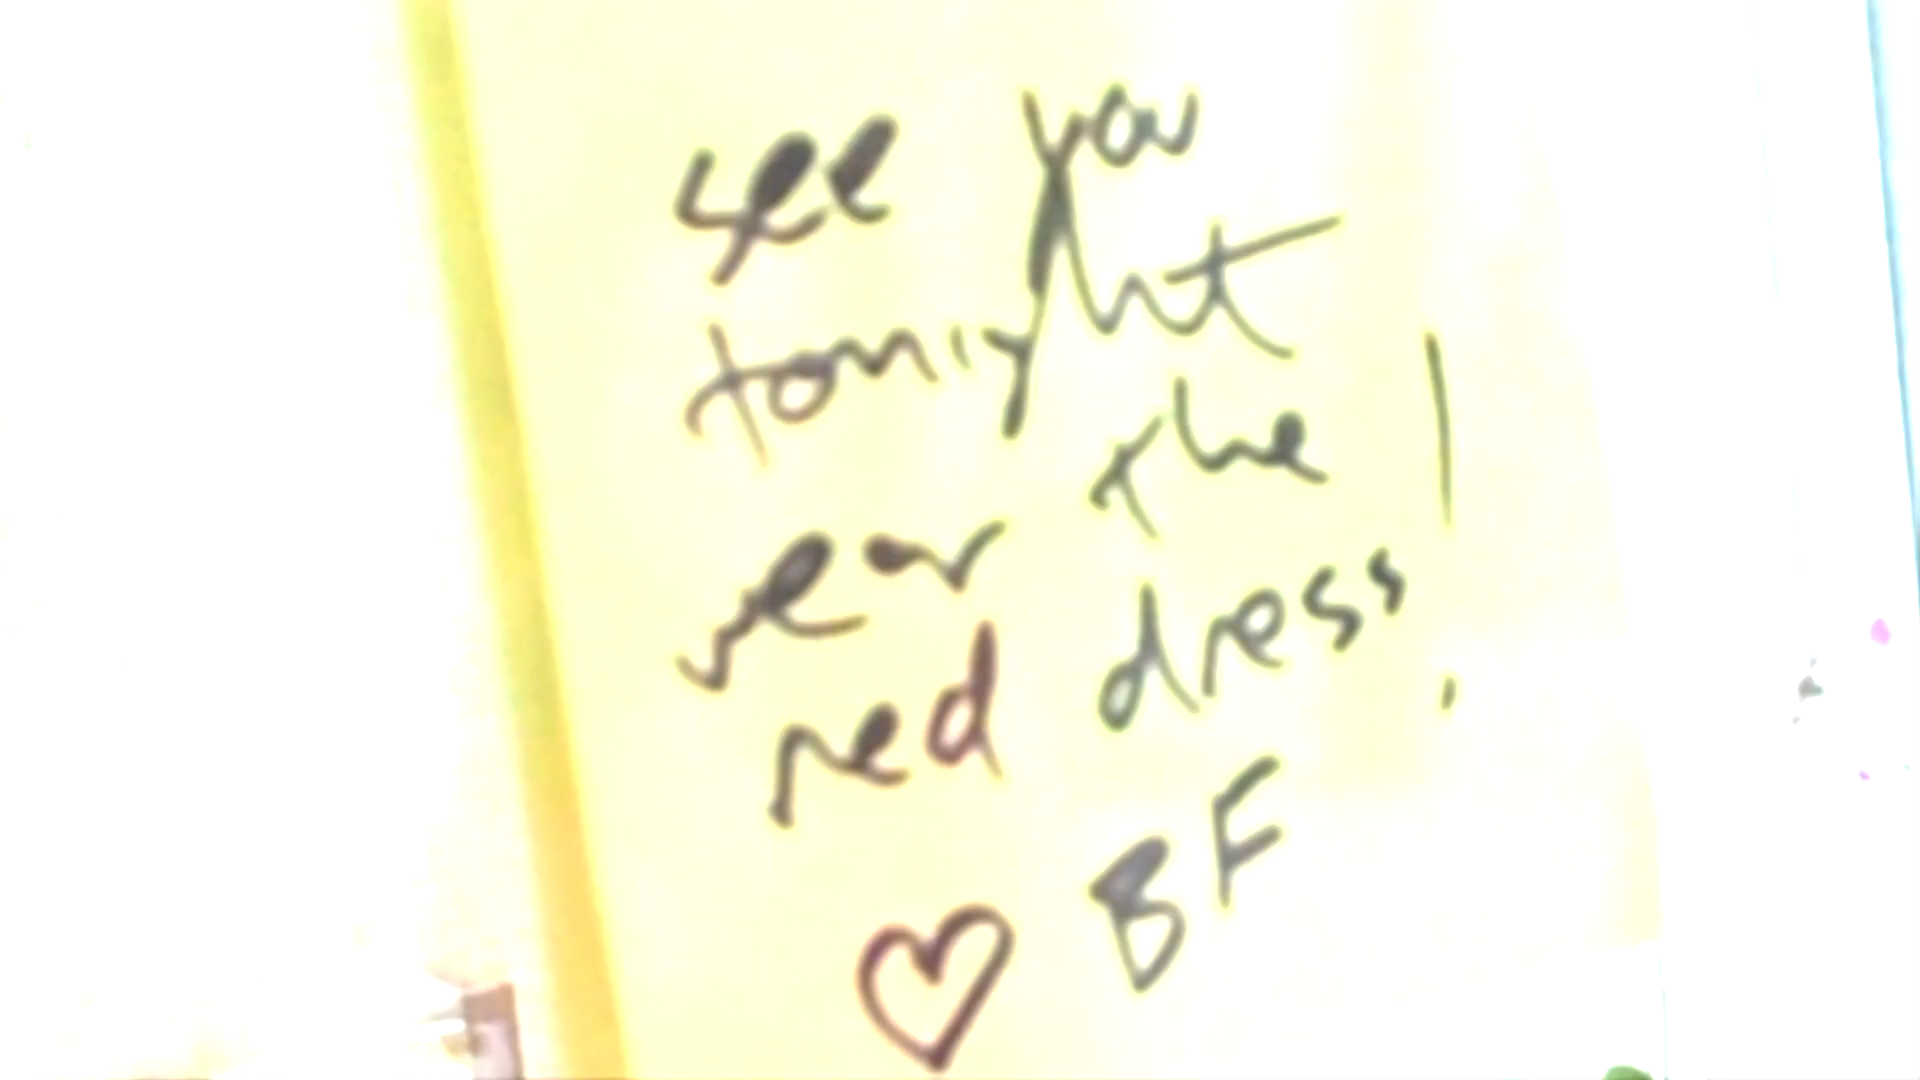 see you
tonight
wear the
red dress!
♡ BF